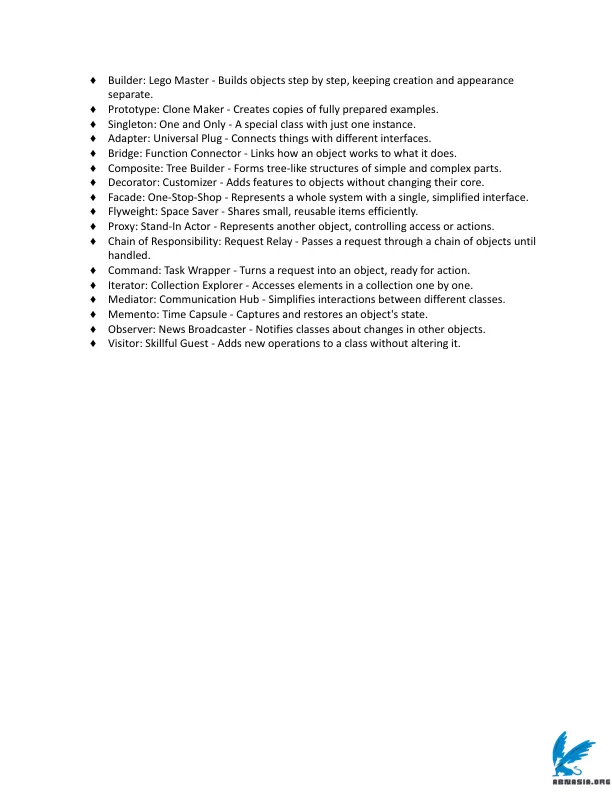 ♦ Builder: Lego Master - Builds objects step by step, keeping creation and appearance
separate.
♦ Prototype: Clone Maker - Creates copies of fully prepared examples.
♦ Singleton: One and Only - A special class with just one instance.
♦ Adapter: Universal Plug - Connects things with different interfaces.
♦ Bridge: Function Connector - Links how an object works to what it does.
♦ Composite: Tree Builder - Forms tree-like structures of simple and complex parts.
♦ Decorator: Customizer - Adds features to objects without changing their core.
♦ Facade: One-Stop-Shop - Represents a whole system with a single, simplified interface.
♦ Flyweight: Space Saver - Shares small, reusable items efficiently.
♦ Proxy: Stand-In Actor - Represents another object, controlling access or actions.
♦ Chain of Responsibility: Request Relay - Passes a request through a chain of objects until
handled.
♦ Command: Task Wrapper - Turns a request into an object, ready for action.
♦ Iterator: Collection Explorer - Accesses elements in a collection one by one.
♦ Mediator: Communication Hub - Simplifies interactions between different classes.
♦ Memento: Time Capsule - Captures and restores an object's state.
♦ Observer: News Broadcaster - Notifies classes about changes in other objects.
♦ Visitor: Skillful Guest - Adds new operations to a class without altering it.
ABNASIA.ORG